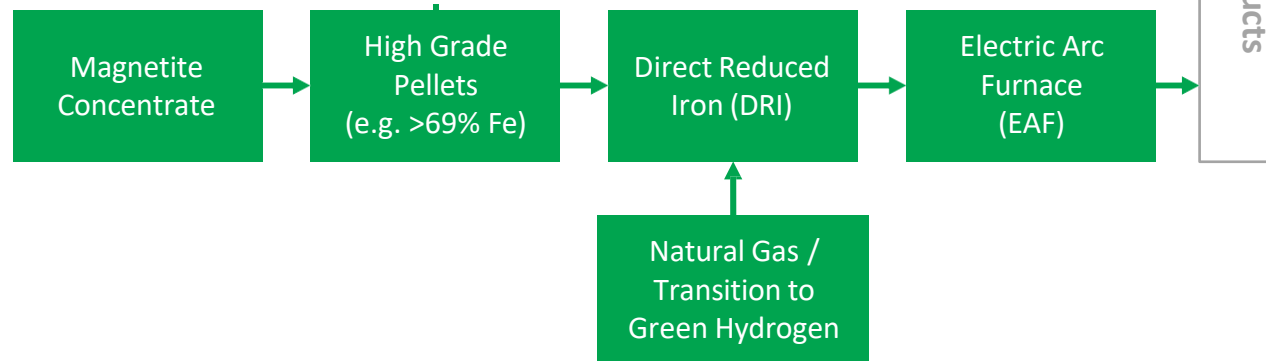 Magnetite
Concentrate
High Grade
Pellets
(e.g. >69% Fe)
Direct Reduced
Iron (DRI)
Electric Arc
Furnace
(EAF)
Natural Gas /
Transition to
Green Hydrogen
ucts